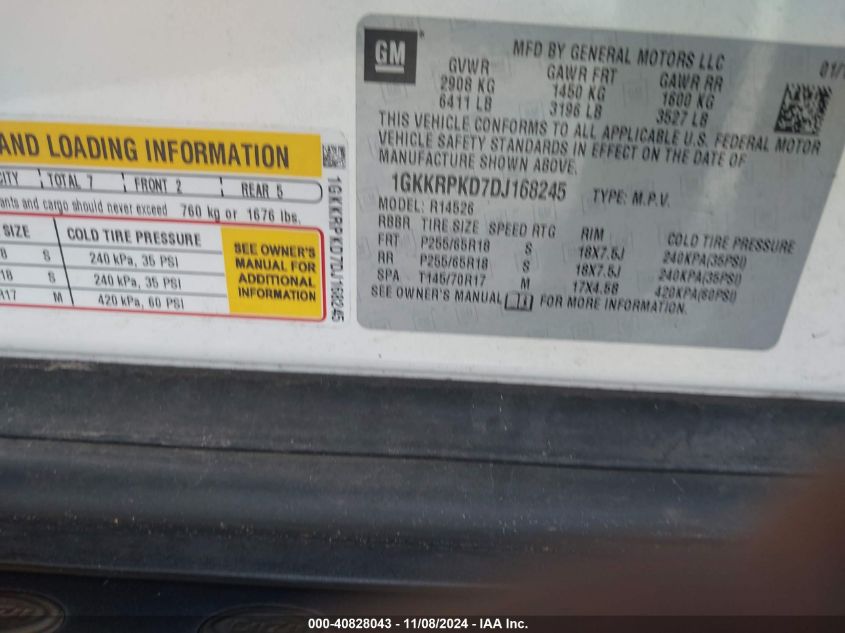 AND LOADING INFORMATION
CITY TOTAL 7 FRONT 2 REAR 5
ants and cargo should never exceed 760 kg or 1676 lbs.
SIZE COLD TIRE PRESSURE
8 S 240 kPa, 35 PSI
18 S 240 kPa, 35 PSI
R17 M 420 kPa, 60 PSI
SEE OWNER'S
MANUAL FOR
ADDITIONAL
INFORMATION
1GKKRPKD7DJ168245
GM
MFD BY GENERAL MOTORS LLC
01/
GVWR GAWR FRT GAWR RR
2908 KG 1450 KG 1600 KG
6411 LB 3196 LB 3527 LB
THIS VEHICLE CONFORMS TO ALL APPLICABLE U.S. FEDERAL MOTOR
VEHICLE SAFETY STANDARDS IN EFFECT ON THE DATE OF
MANUFACTURE SHOWN ABOVE.
1GKKRPKD7DJ168245 TYPE: M.P.V.
MODEL: R14526
RBBR TIRE SIZE SPEED RTG RIM COLD TIRE PRESSURE
FRT P255/65R18 S 18X7.5J 240KPA(35PSI)
RR P255/65R18 S 18X7.5J 240KPA(35PSI)
SPA T145/70R17 M 17X4.5B 420KPA(60PSI)
SEE OWNER'S MANUAL FOR MORE INFORMATION.
000-40828043 - 11/08/2024 - IAA Inc.